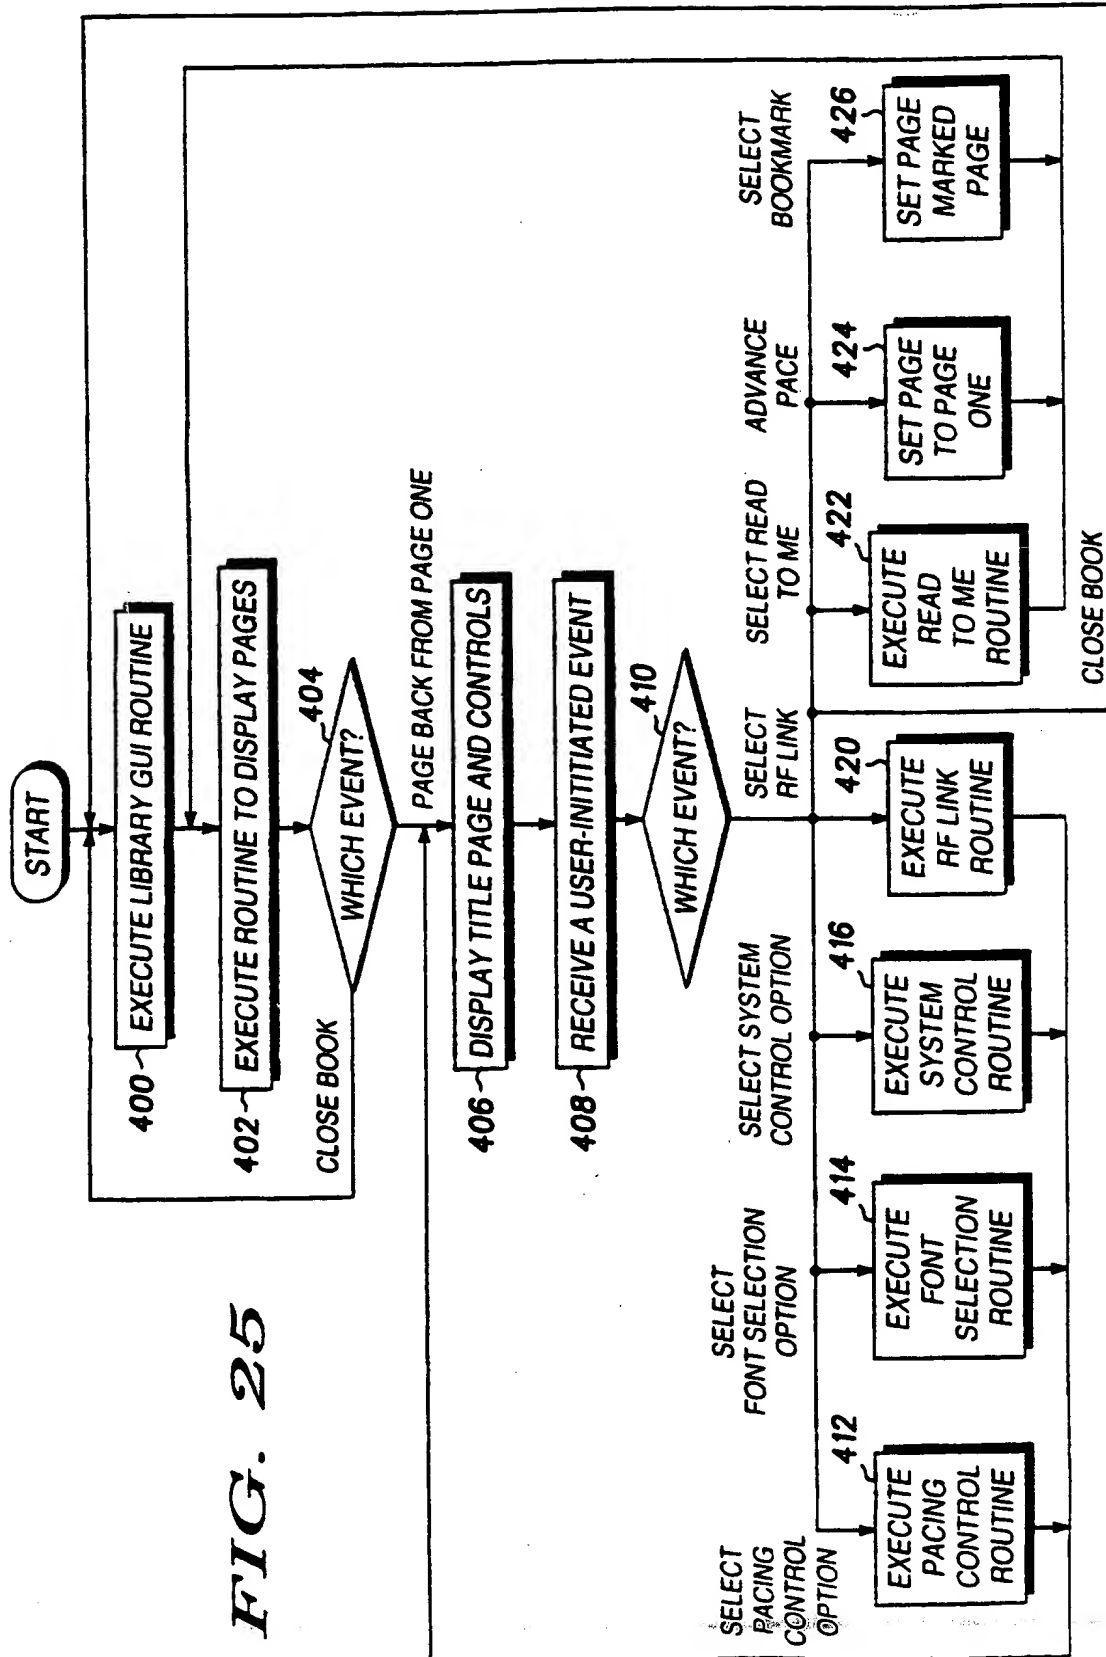 FIG. 25
START
400
EXECUTE LIBRARY GUI ROUTINE
402
EXECUTE ROUTINE TO DISPLAY PAGES
404
WHICH EVENT?
CLOSE BOOK
PAGE BACK FROM PAGE ONE
406
DISPLAY TITLE PAGE AND CONTROLS
408
RECEIVE A USER-INITITATED EVENT
410
WHICH EVENT?
SELECT
PACING
CONTROL
OPTION
412
EXECUTE
PACING
CONTROL
ROUTINE
SELECT
FONT SELECTION
OPTION
414
EXECUTE
FONT
SELECTION
ROUTINE
SELECT SYSTEM
CONTROL OPTION
416
EXECUTE
SYSTEM
CONTROL
ROUTINE
SELECT
RF LINK
420
EXECUTE
RF LINK
ROUTINE
SELECT READ
TO ME
422
EXECUTE
READ
TO ME
ROUTINE
ADVANCE
PACE
424
SET PAGE
TO PAGE
ONE
SELECT
BOOKMARK
426
SET PAGE
MARKED
PAGE
CLOSE BOOK